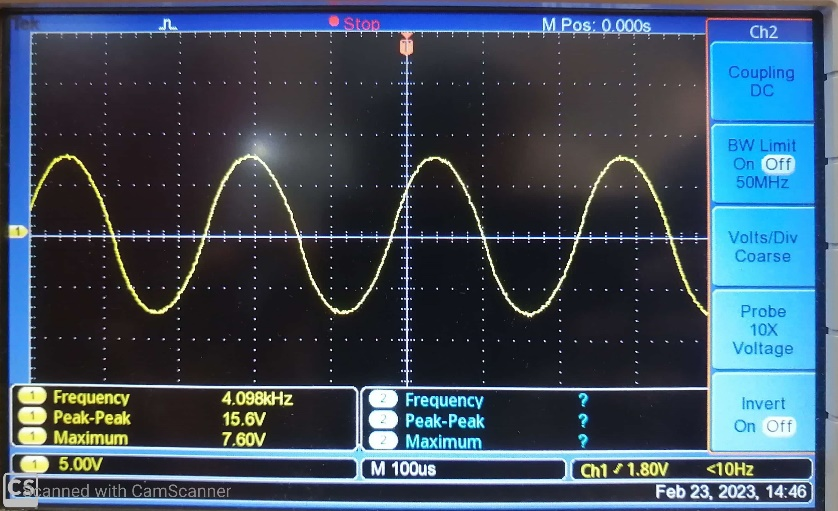 Tek
Stop
M Pos: 0.000s
T
1
Ch2
Coupling
DC
BW Limit
On Off
50MHz
Volts/Div
Coarse
Probe
10X
Voltage
Invert
On Off
1 Frequency 4.098kHz
1 Peak-Peak 15.6V
1 Maximum 7.60V
2 Frequency ?
2 Peak-Peak ?
2 Maximum ?
1 5.00V
M 100us
Ch1 1.80V <10Hz
Feb 23, 2023, 14:46
CS Scanned with CamScanner